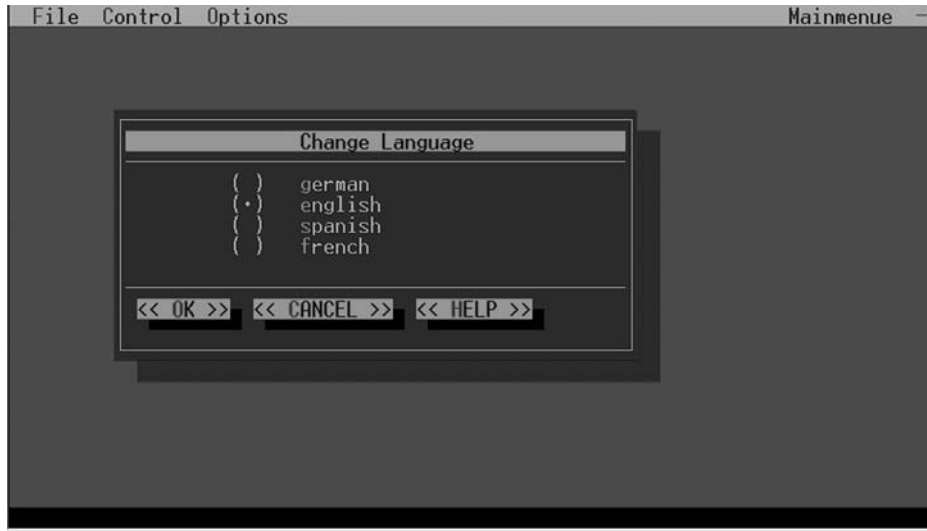 File Control Options Mainmenue
Change Language
( ) german
(•) english
( ) spanish
( ) french
<< OK >> << CANCEL >> << HELP >>